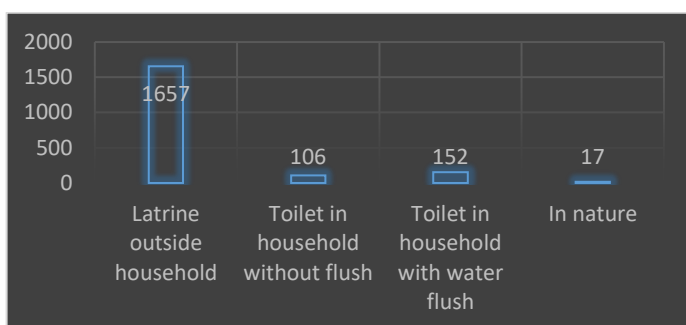 2000
1500
1000
500
0
1657
106
152
17
Latrine
outside
household
Toilet in
household
without flush
Toilet in
household
with water
flush
In nature